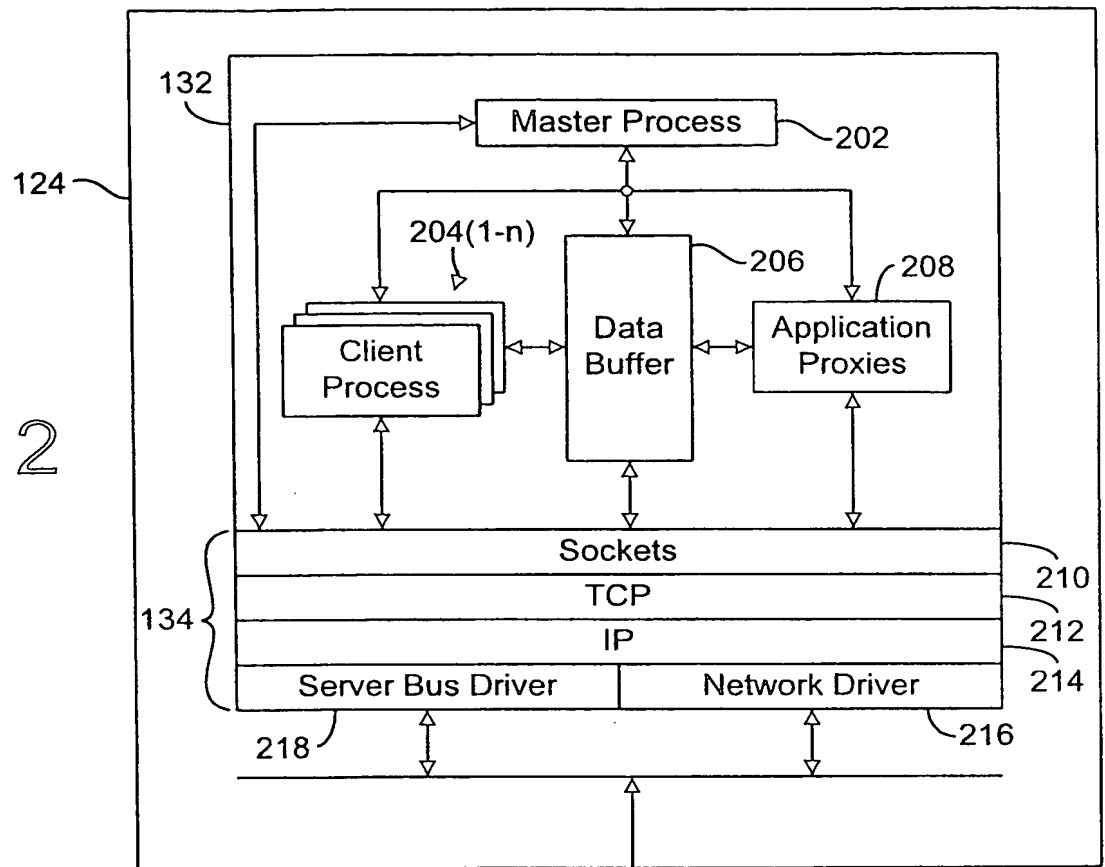 132
Master Process
202
124
204(1-n)
206
208
Client
Process
Data
Buffer
Application
Proxies
2
Sockets
210
TCP
212
134
IP
214
Server Bus Driver
Network Driver
218
216